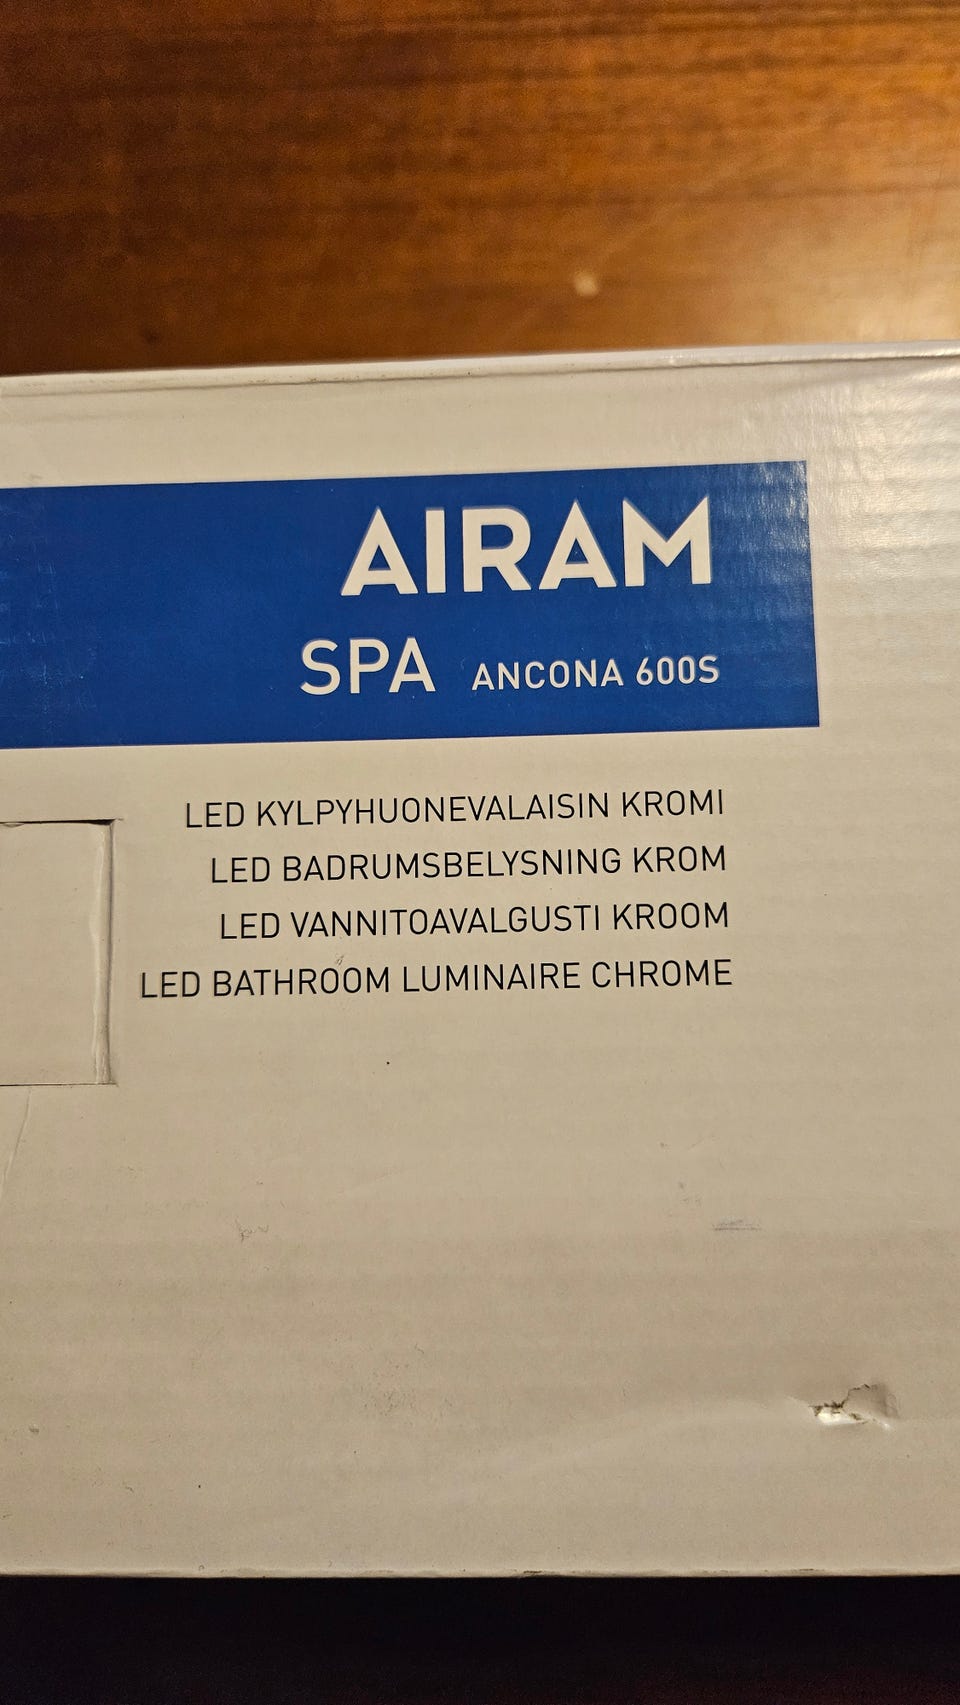 AIRAM
SPA ANCONA 600S
LED KYLPYHUONEVALAISIN KROMI
LED BADRUMSBELYSNING KROM
LED VANNITOAVALGUSTI KROOM
LED BATHROOM LUMINAIRE CHROME